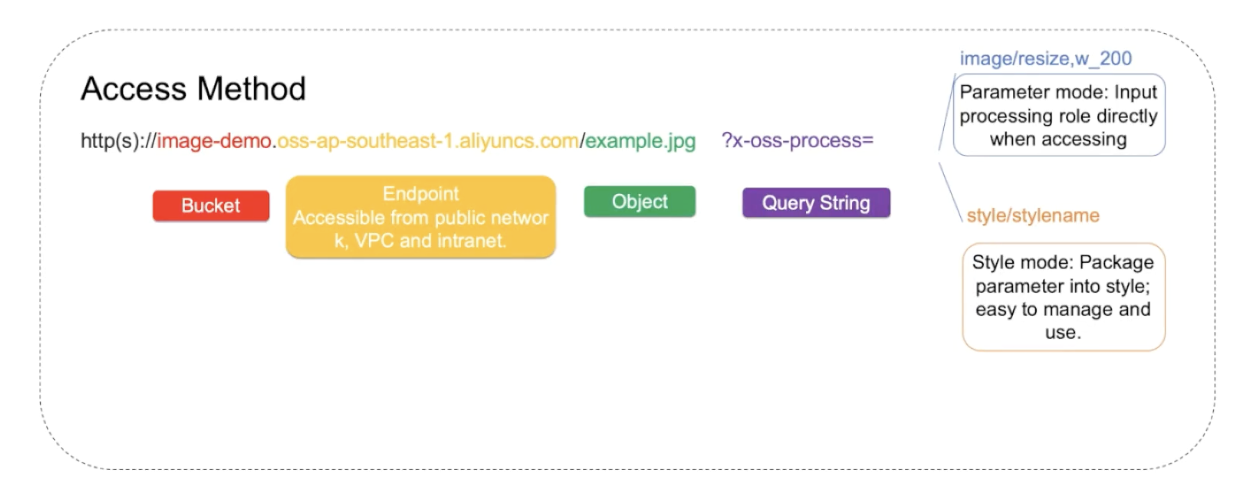 Access Method
http(s)://image-demo.oss-ap-southeast-1.aliyuncs.com/example.jpg ?x-oss-process=
Bucket
Endpoint
Accessible from public networ
k, VPC and intranet.
Object
Query String
image/resize,w_200
Parameter mode: Input
processing role directly
when accessing
style/stylename
Style mode: Package
parameter into style;
easy to manage and
use.